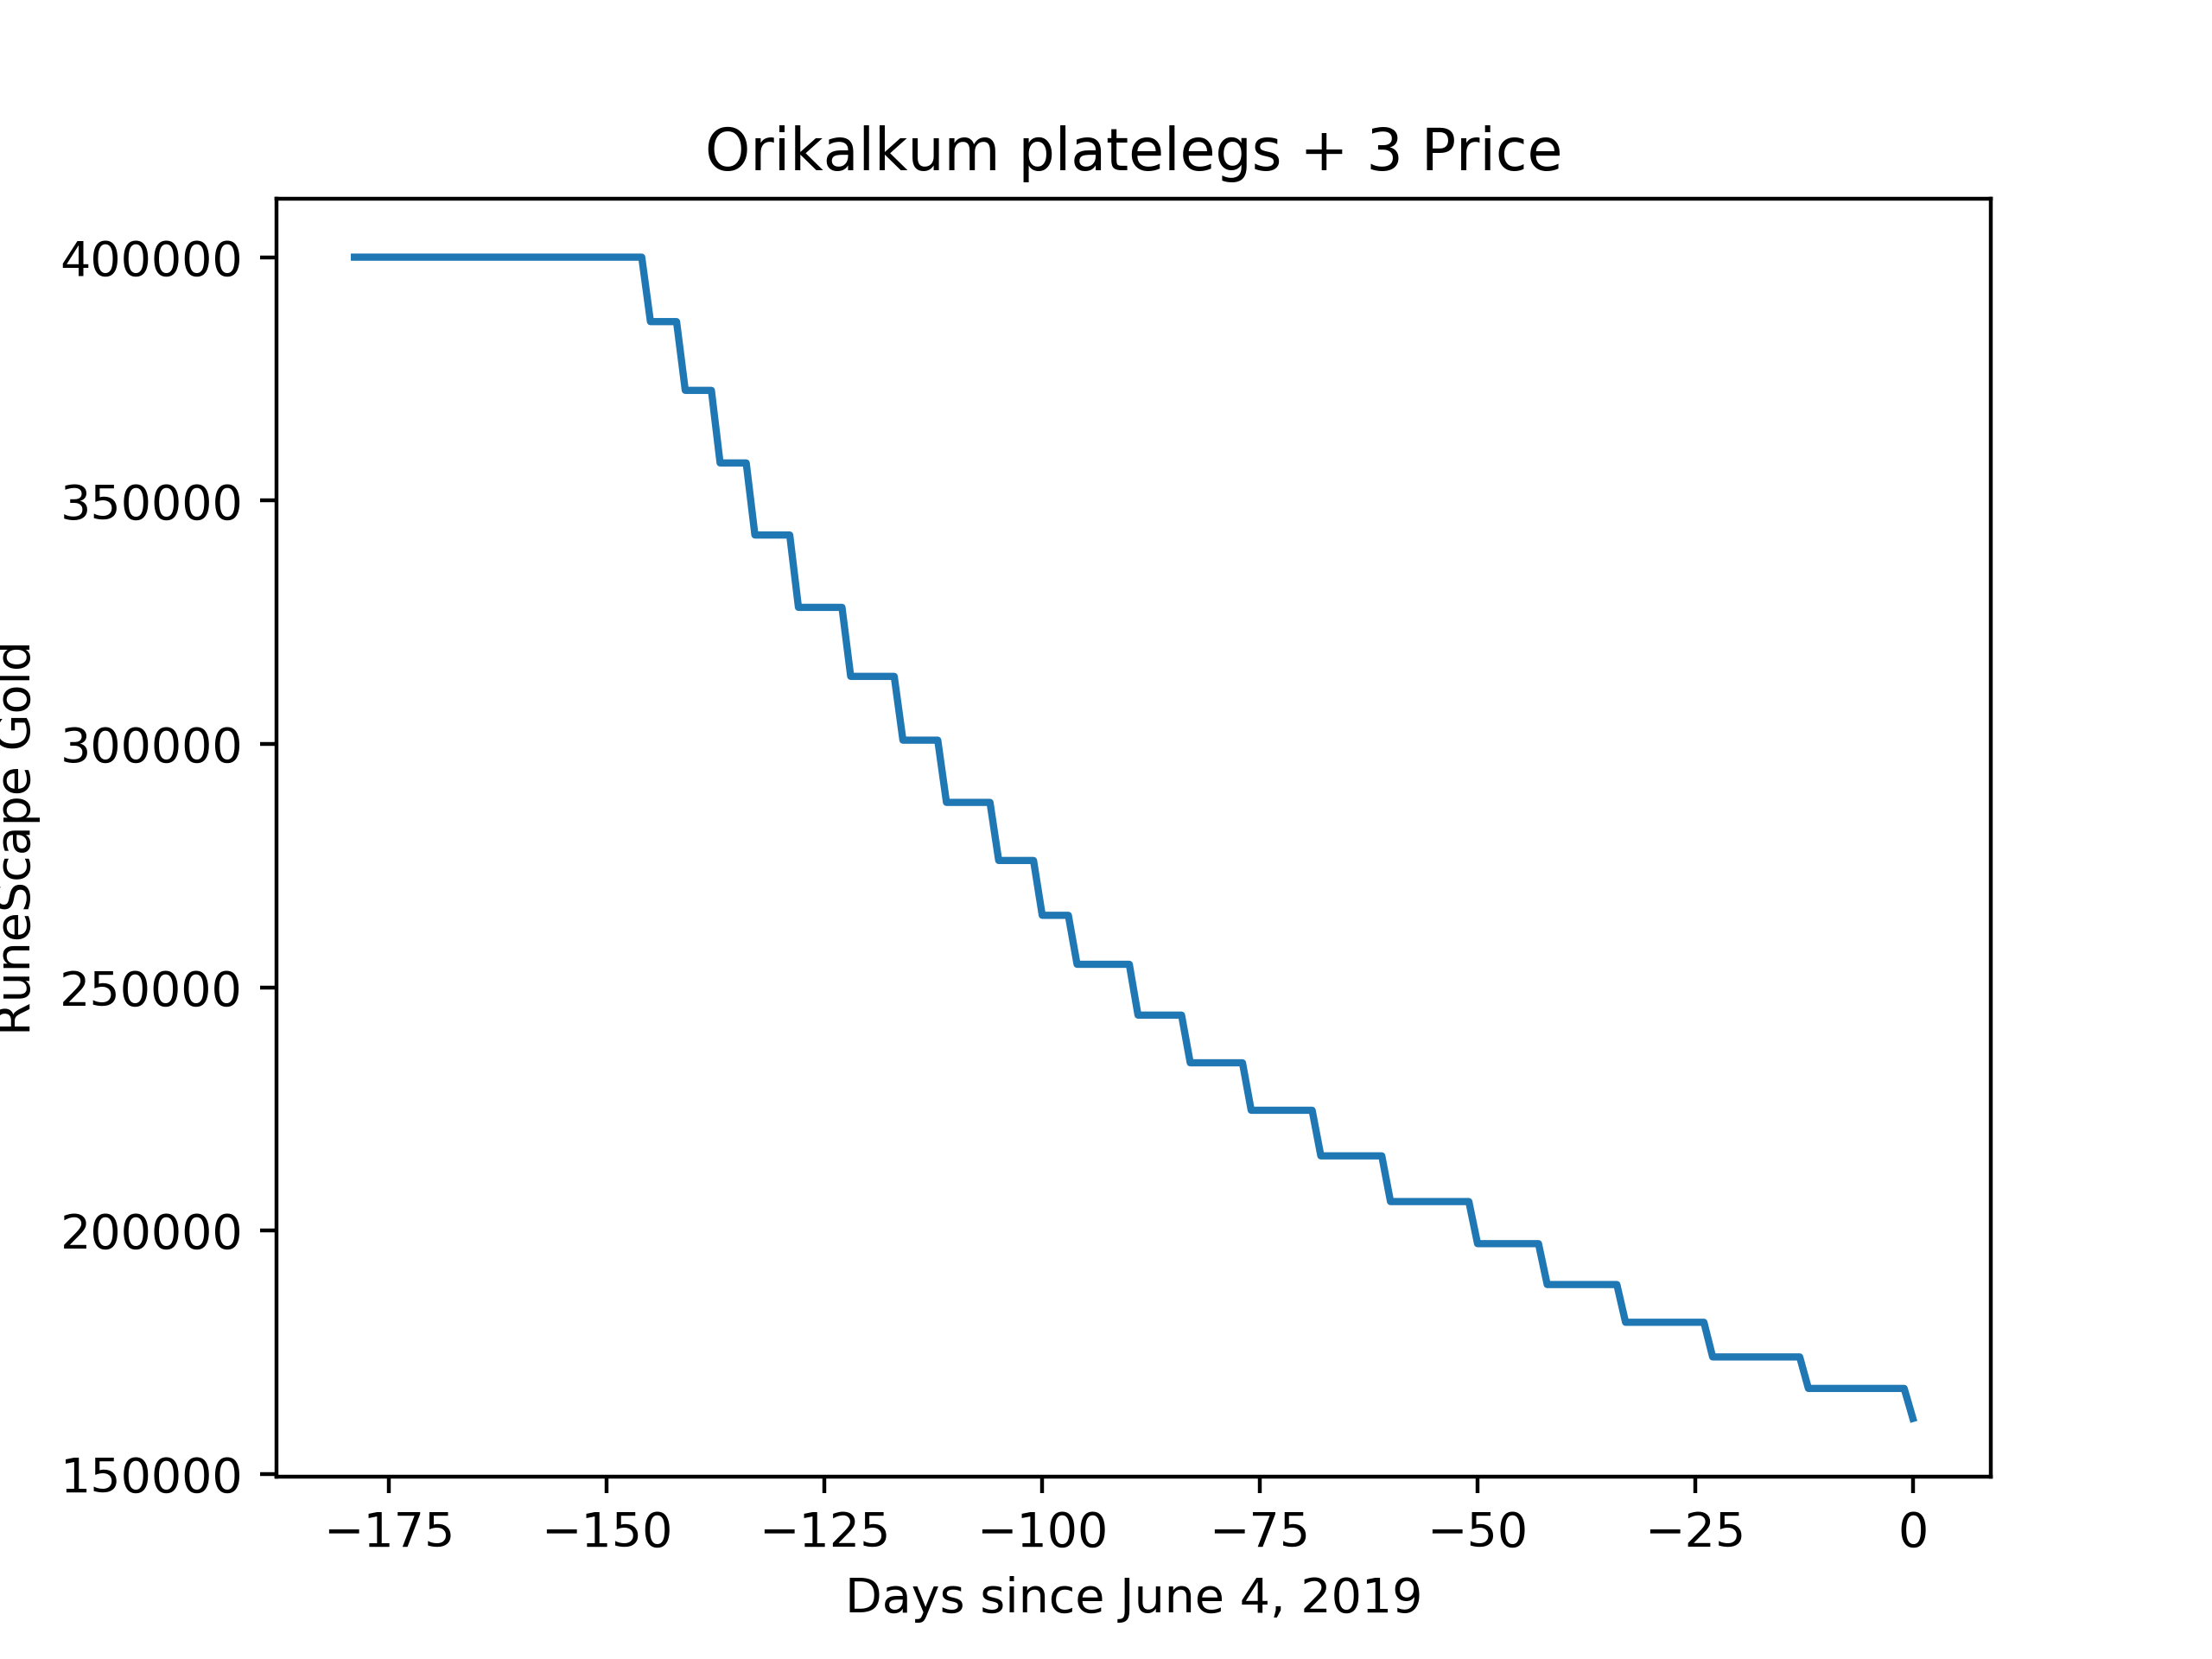 Orikalkum platelegs + 3 Price
RuneScape Gold
400000
350000
300000
250000
200000
150000
−175 −150 −125 −100 −75 −50 −25 0
Days since June 4, 2019